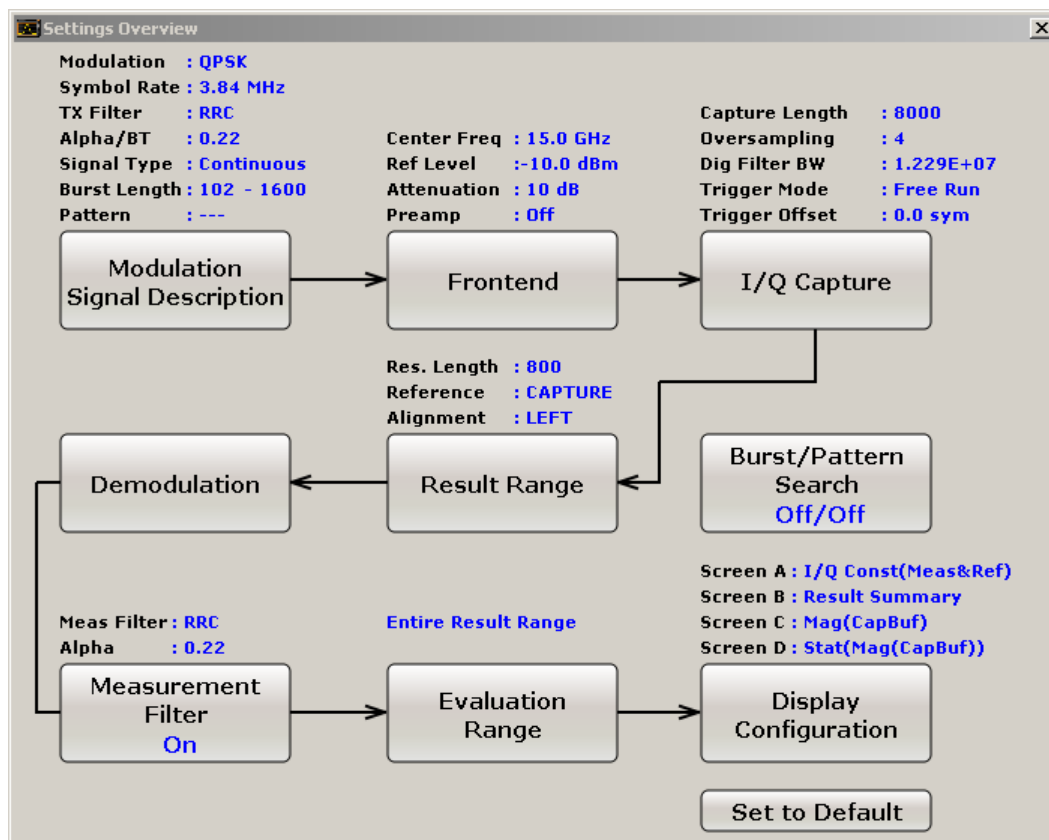 Settings Overview
Modulation : QPSK
Symbol Rate : 3.84 MHz
TX Filter : RRC
Alpha/BT : 0.22
Signal Type : Continuous
Burst Length : 102 - 1600
Pattern : ---
Modulation
Signal Description
Center Freq : 15.0 GHz
Ref Level :-10.0 dBm
Attenuation : 10 dB
Preamp : Off
Frontend
Capture Length : 8000
Oversampling : 4
Dig Filter BW : 1.229E+07
Trigger Mode : Free Run
Trigger Offset : 0.0 sym
I/Q Capture
Burst/Pattern
Search
Off/Off
Res. Length : 800
Reference : CAPTURE
Alignment : LEFT
Result Range
Demodulation
Meas Filter : RRC
Alpha : 0.22
Measurement
Filter
On
Entire Result Range
Evaluation
Range
Screen A : I/Q Const(Meas&Ref)
Screen B : Result Summary
Screen C : Mag(CapBuf)
Screen D : Stat(Mag(CapBuf))
Display
Configuration
Set to Default